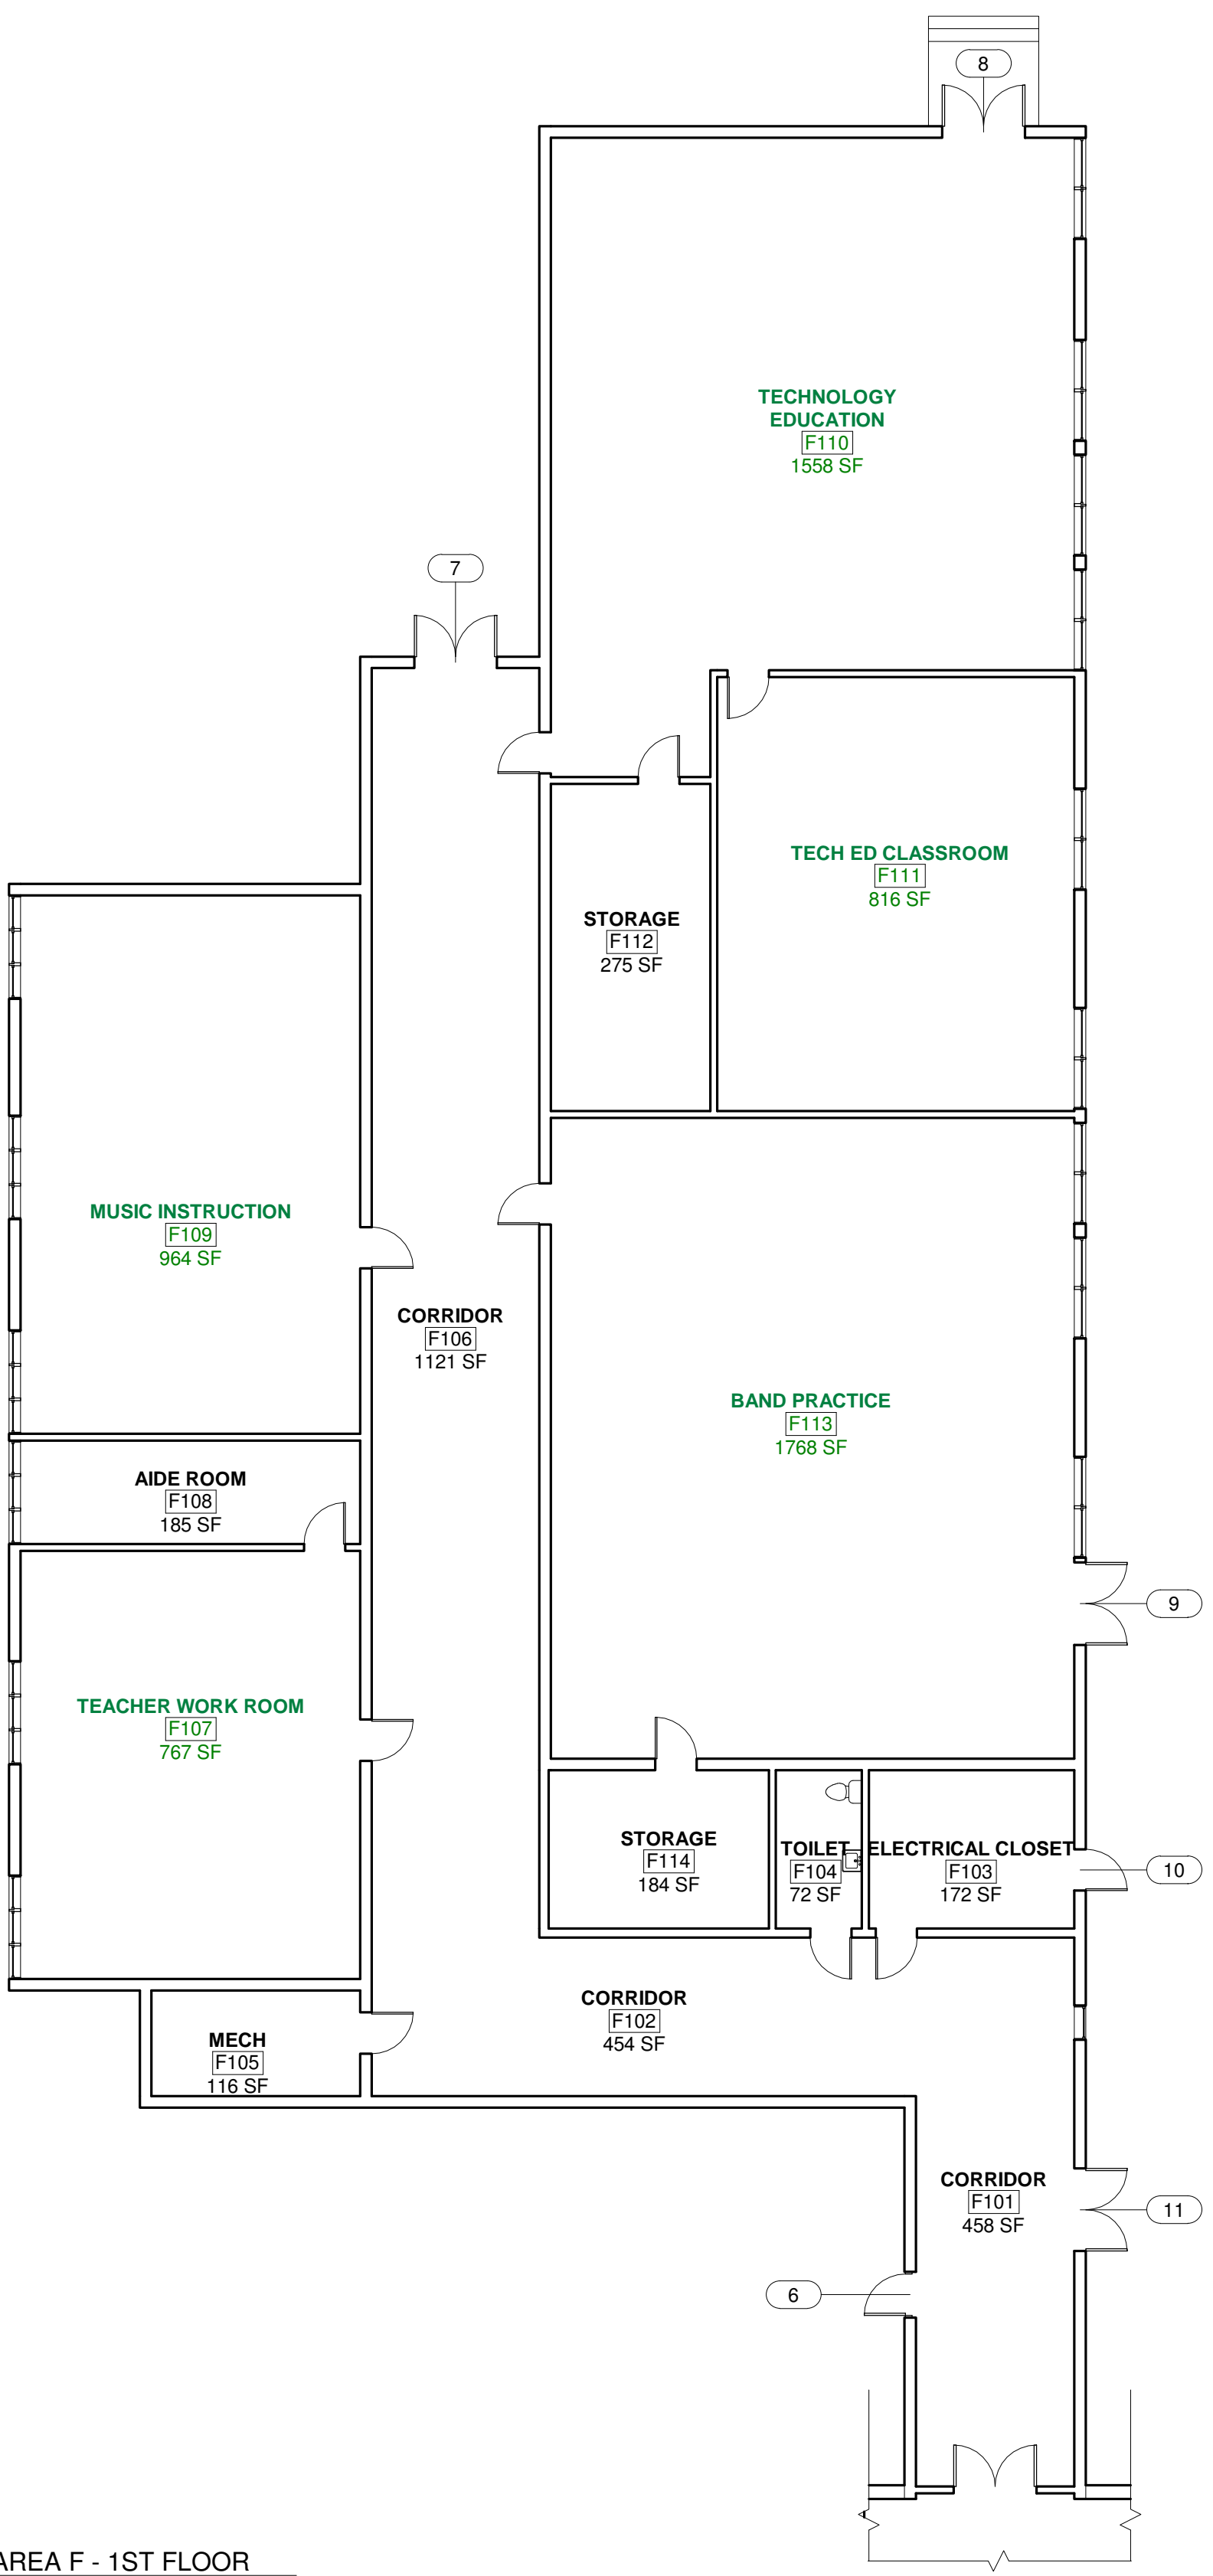 8
TECHNOLOGY
EDUCATION
F110
1558 SF
7
TECH ED CLASSROOM
F111
816 SF
STORAGE
F112
275 SF
MUSIC INSTRUCTION
F109
964 SF
CORRIDOR
F106
1121 SF
BAND PRACTICE
F113
1768 SF
AIDE ROOM
F108
185 SF
9
TEACHER WORK ROOM
F107
767 SF
STORAGE
F114
184 SF
TOILET
F104
72 SF
ELECTRICAL CLOSET
F103
172 SF
10
CORRIDOR
F102
454 SF
MECH
F105
116 SF
CORRIDOR
F101
458 SF
11
6
AREA F - 1ST FLOOR